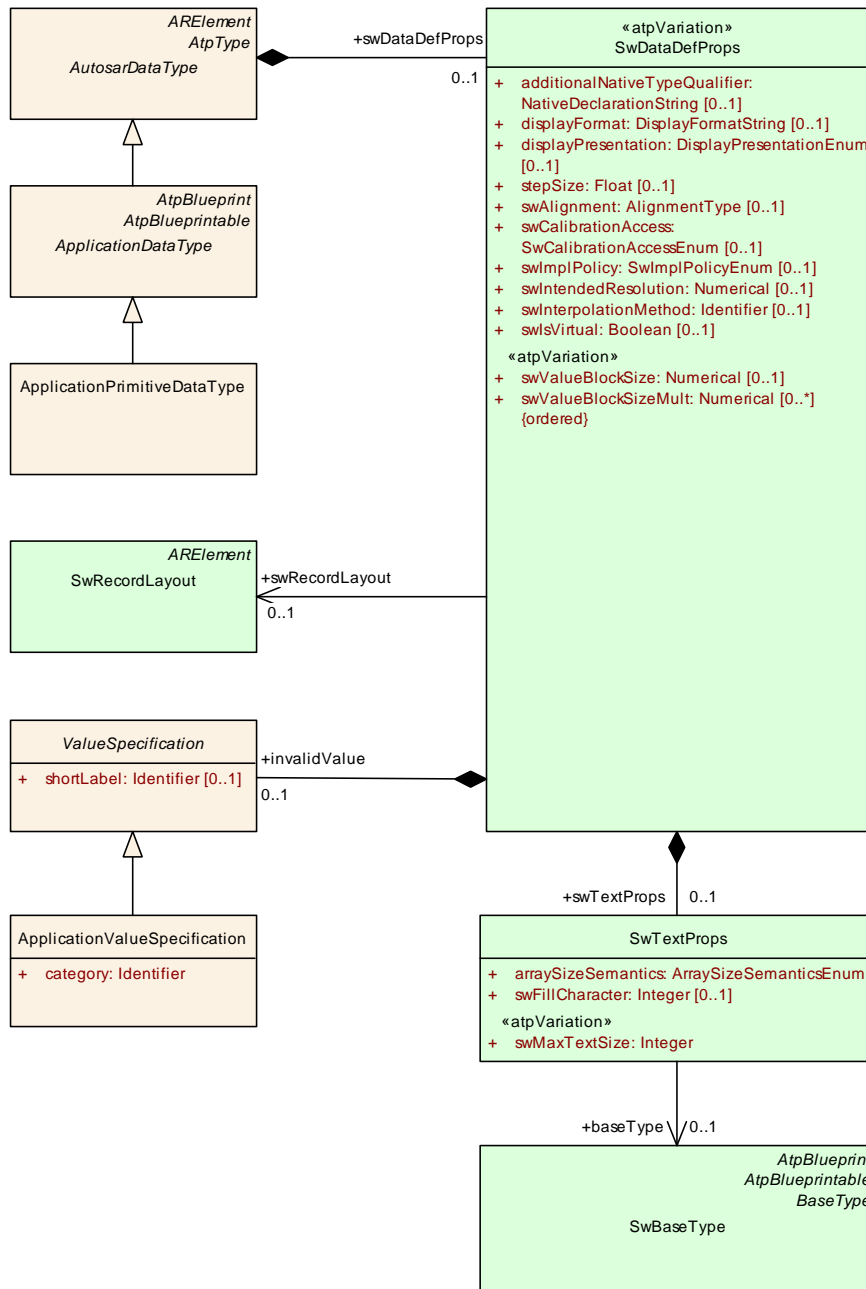 ARElement
AtpType
AutosarDataType
+swDataDefProps
0..1
«atpVariation»
SwDataDefProps
+ additionalNativeTypeQualifier:
NativeDeclarationString [0..1]
+ displayFormat: DisplayFormatString [0..1]
+ displayPresentation: DisplayPresentationEnum
[0..1]
+ stepSize: Float [0..1]
+ swAlignment: AlignmentType [0..1]
+ swCalibrationAccess:
SwCalibrationAccessEnum [0..1]
+ swImplPolicy: SwImplPolicyEnum [0..1]
+ swIntendedResolution: Numerical [0..1]
+ swInterpolationMethod: Identifier [0..1]
+ swIsVirtual: Boolean [0..1]
«atpVariation»
+ swValueBlockSize: Numerical [0..1]
+ swValueBlockSizeMult: Numerical [0..*]
{ordered}
AtpBlueprint
AtpBlueprintable
ApplicationDataType
ApplicationPrimitiveDataType
ARElement
SwRecordLayout
+swRecordLayout
0..1
ValueSpecification
+ shortLabel: Identifier [0..1]
+invalidValue
0..1
ApplicationValueSpecification
+ category: Identifier
+swTextProps
0..1
SwTextProps
+ arraySizeSemantics: ArraySizeSemanticsEnum
+ swFillCharacter: Integer [0..1]
«atpVariation»
+ swMaxTextSize: Integer
+baseType
0..1
AtpBlueprint
AtpBlueprintable
BaseType
SwBaseType